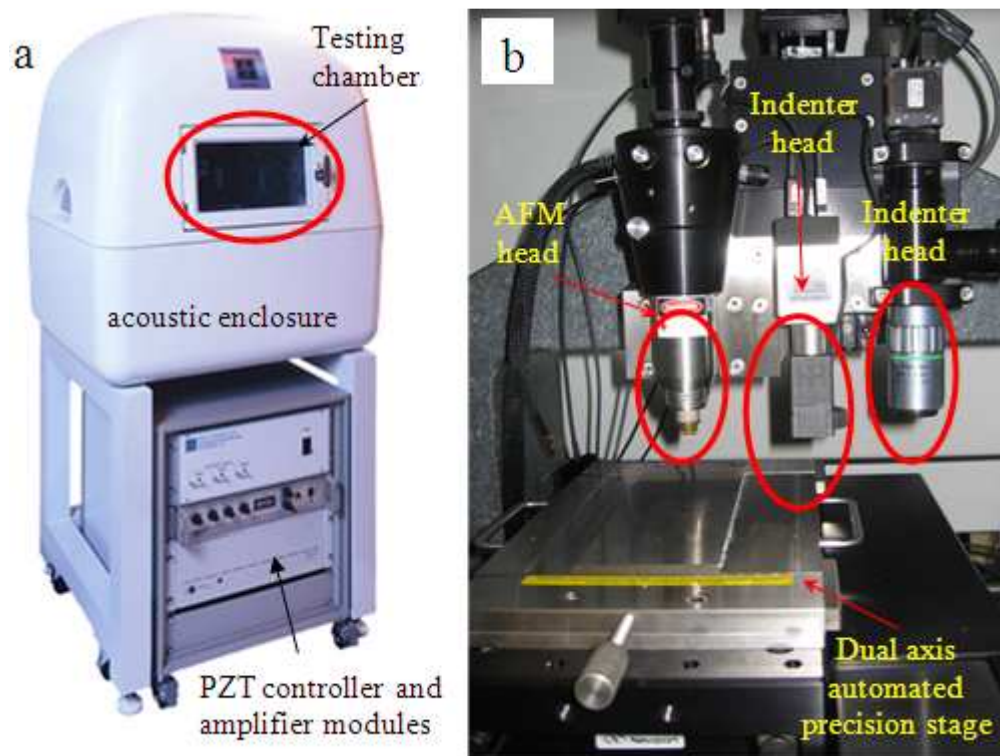 a
Testing
chamber
acoustic enclosure
PZT controller and
amplifier modules
b
Indenter
head
AFM
head
Indenter
head
Dual axis
automated
precision stage